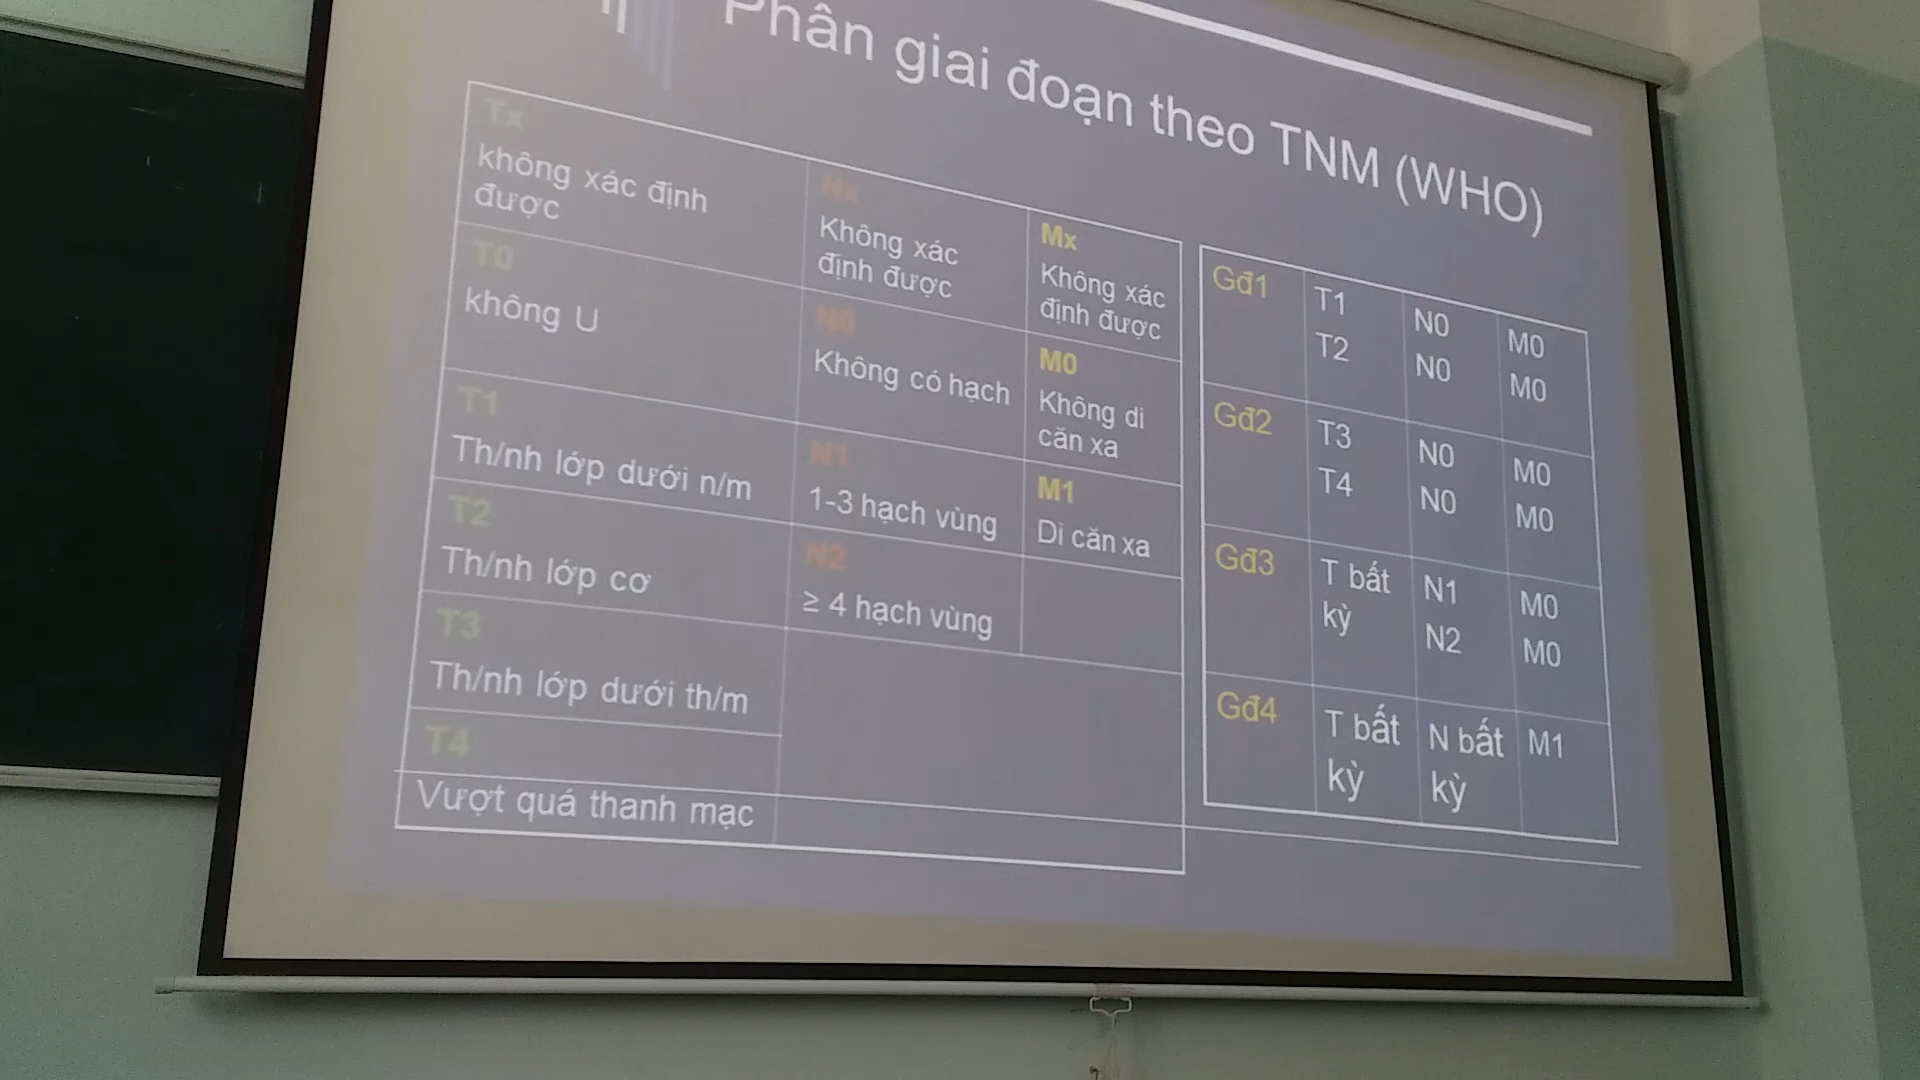 Phân giai đoạn theo TNM (WHO)
Tx
không xác định
được
Nx
Không xác
định được
Mx
Không xác
định được
T0
không U
N0
Không có hạch
M0
Không di
căn xa
T1
Th/nh lớp dưới n/m
N1
1-3 hạch vùng
M1
Di căn xa
T2
Th/nh lớp cơ
N2
≥ 4 hạch vùng
T3
Th/nh lớp dưới th/m
T4
Vượt quá thanh mạc
Gđ1 T1 N0 M0
T2 N0 M0
Gđ2 T3 N0 M0
T4 N0 M0
Gđ3 T bất N1 M0
kỳ N2 M0
Gđ4 T bất N bất M1
kỳ kỳ